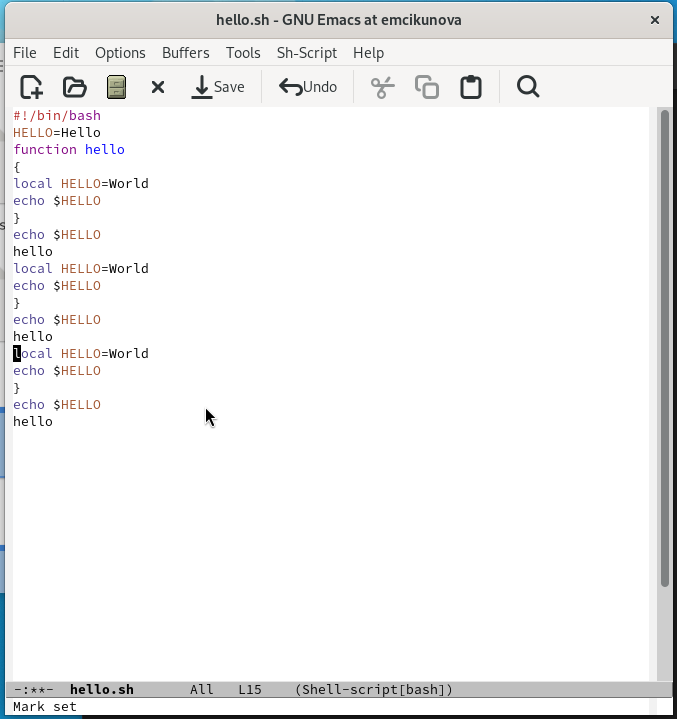 hello.sh - GNU Emacs at emcikunova
File Edit Options Buffers Tools Sh-Script Help
Save Undo
#!/bin/bash
HELLO=Hello
function hello
{
local HELLO=World
echo $HELLO
}
echo $HELLO
hello
local HELLO=World
echo $HELLO
}
echo $HELLO
hello
local HELLO=World
echo $HELLO
}
echo $HELLO
hello
-:**- hello.sh All L15 (Shell-script[bash])
Mark set